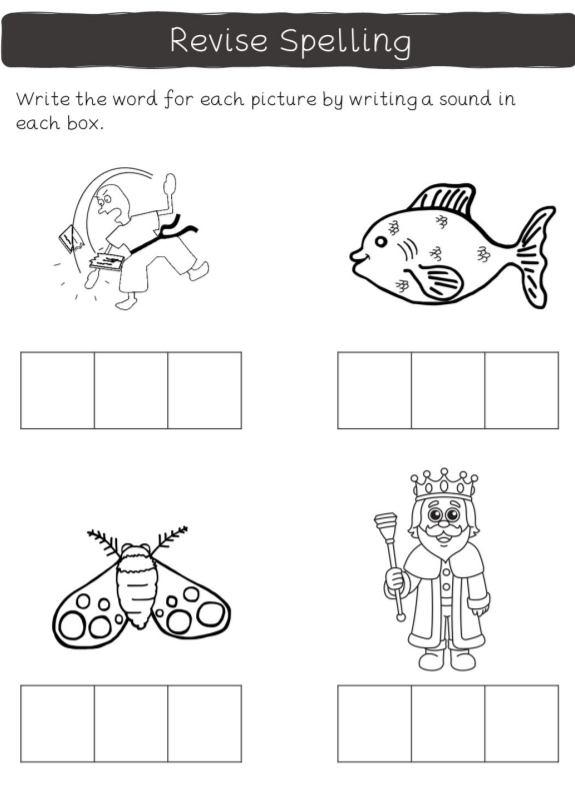 Revise Spelling
Write the word for each picture by writing a sound in
each box.